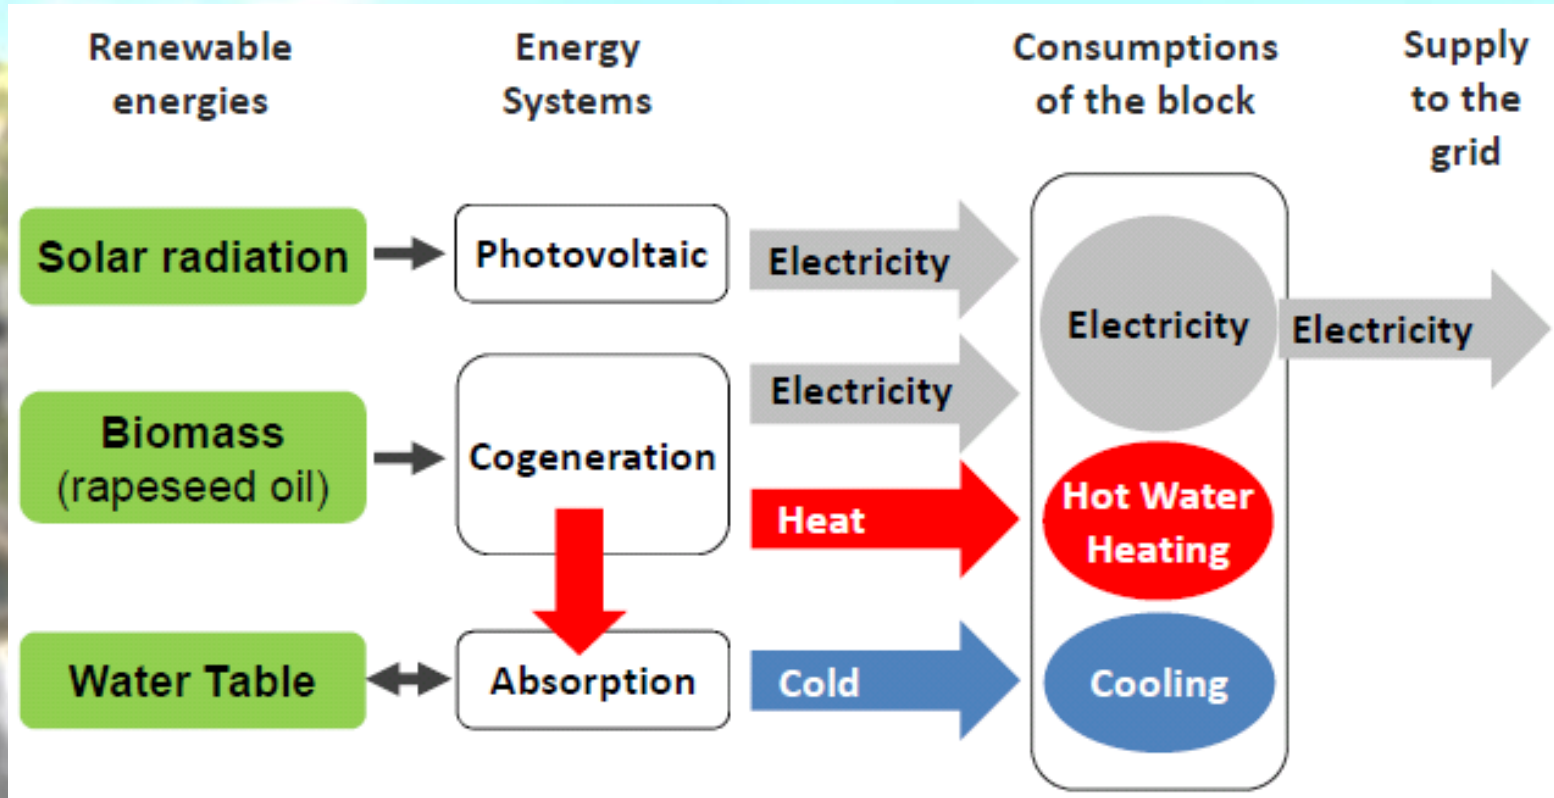 Renewable
energies
Energy
Systems
Consumptions
of the block
Supply
to the
grid
Solar radiation
Photovoltaic
Electricity
Electricity
Electricity
Biomass
(rapeseed oil)
Cogeneration
Electricity
Heat
Hot Water
Heating
Water Table
Absorption
Cold
Cooling